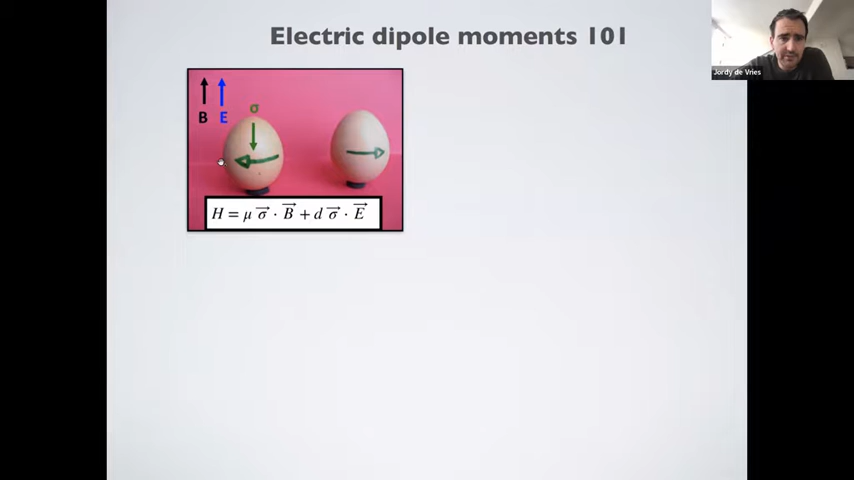 Electric dipole moments 101
Jordy de Vries
B E
σ
H = μ σ⃗ · B⃗ + d σ⃗ · E⃗